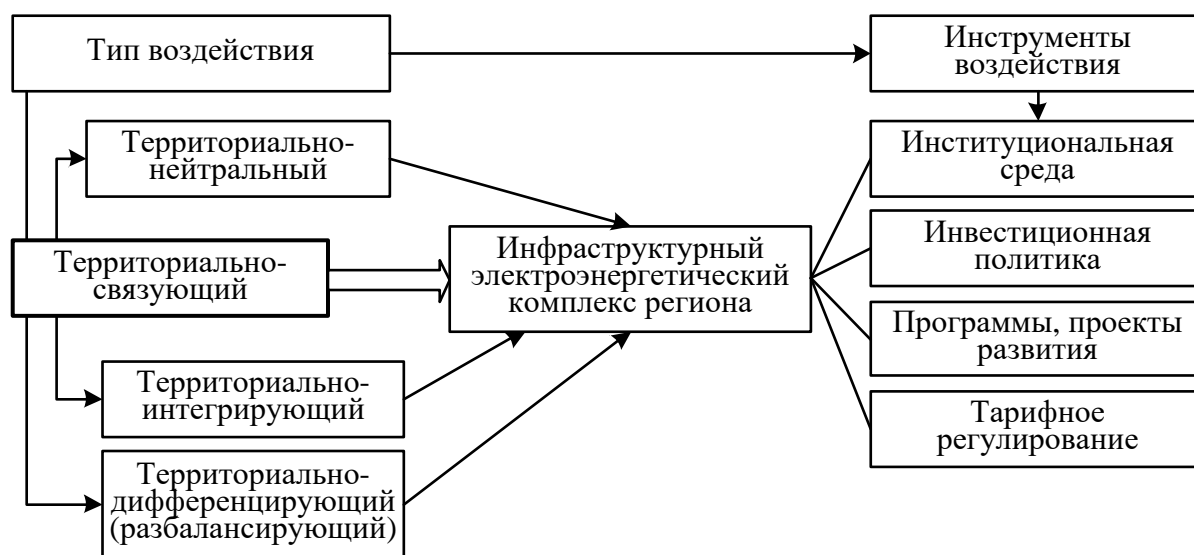 Тип воздействия
Инструменты
воздействия
Территориально-
нейтральный
Институциональная
среда
Территориально-
связующий
Инфраструктурный
электроэнергетический
комплекс региона
Инвестиционная
политика
Программы, проекты
развития
Территориально-
интегрирующий
Тарифное
регулирование
Территориально-
дифференцирующий
(разбалансирующий)